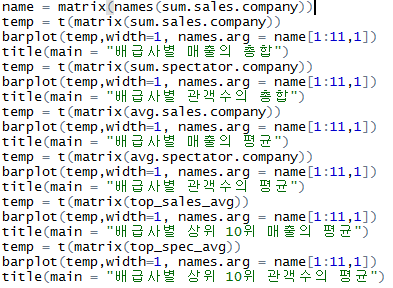 name = matrix(names(sum.sales.company))
temp = t(matrix(sum.sales.company))
barplot(temp,width=1, names.arg = name[1:11,1])
title(main = "배급사별 매출의 총합")
temp = t(matrix(sum.spectator.company))
barplot(temp,width=1, names.arg = name[1:11,1])
title(main = "배급사별 관객수의 총합")
temp = t(matrix(avg.sales.company))
barplot(temp,width=1, names.arg = name[1:11,1])
title(main = "배급사별 매출의 평균")
temp = t(matrix(avg.spectator.company))
barplot(temp,width=1, names.arg = name[1:11,1])
title(main = "배급사별 관객수의 평균")
temp = t(matrix(top_sales_avg))
barplot(temp,width=1, names.arg = name[1:11,1])
title(main = "배급사별 상위 10위 매출의 평균")
temp = t(matrix(top_spec_avg))
barplot(temp,width=1, names.arg = name[1:11,1])
title(main = "배급사별 상위 10위 관객수의 평균")